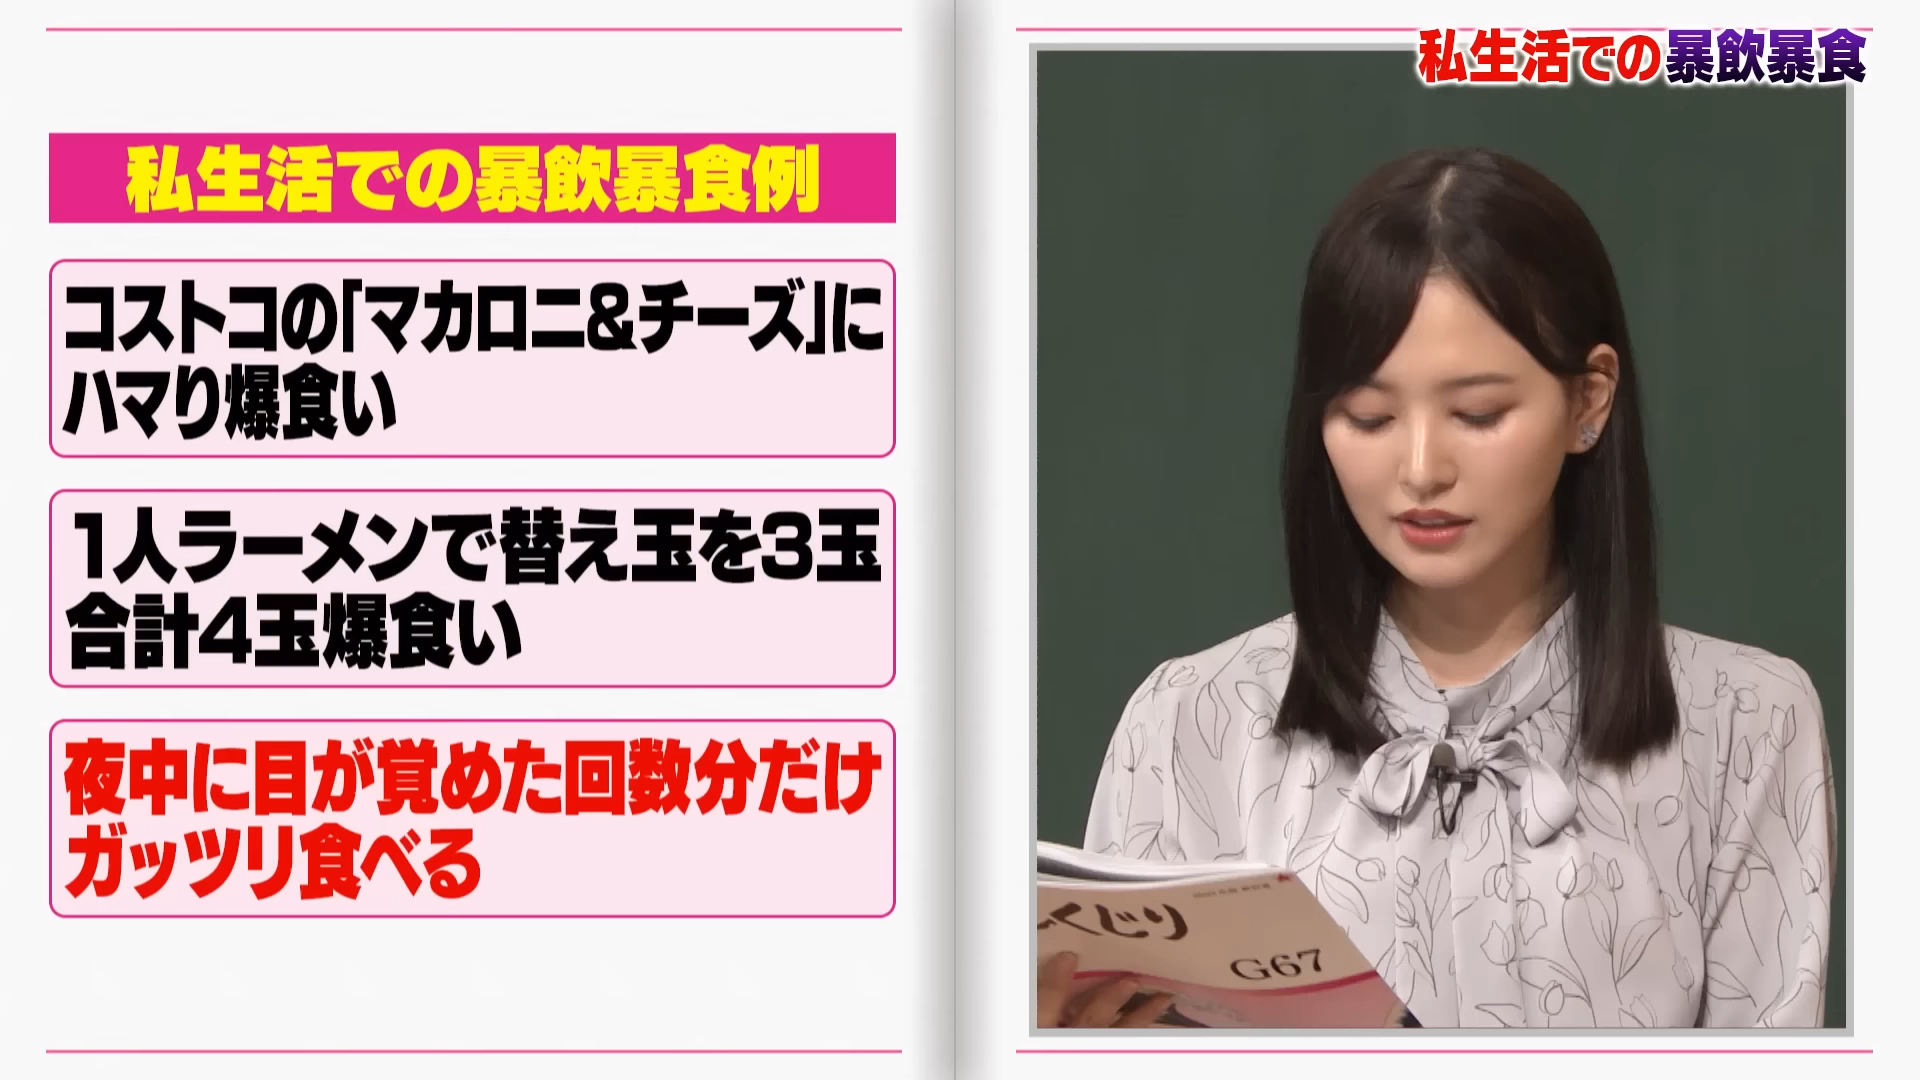 私生活での暴飲暴食
私生活での暴飲暴食例
コストコの｢マカロニ&チーズ｣に
ハマり爆食い
1人ラーメンで替え玉を3玉
合計4玉爆食い
夜中に目が覚めた回数分だけ
ガッツリ食べる
くじり
G67